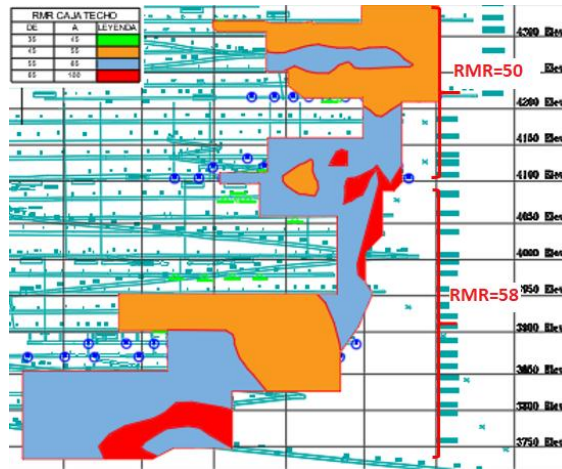 RMR CAJA TECHO
DE A LEYENDA
35 45
45 55
55 65
65 100
4300 Elev
RMR=50
4200 Elev
4150 Elev
4100 Elev
4050 Elev
4000 Elev
3950 Elev
RMR=58
3900 Elev
3850 Elev
3800 Elev
3750 Elev